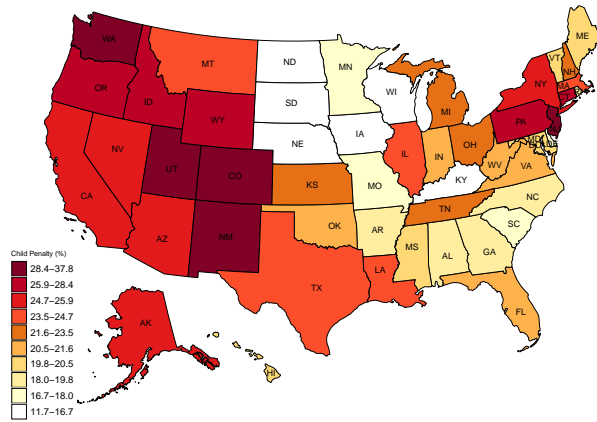 ME
WA
VT
ND
MT
MN
NH
OR
NY
MA
WI
ID
SD
CT
WY
MI
PA
IA
NE
NV
OH
IL
IN
MD
UT
CO
WV
VA
KS
MO
KY
CA
NC
TN
OK
AZ
NM
AR
SC
MS
AL
GA
Child Penalty (%)
LA
28.4–37.8
TX
25.9–28.4
24.7–25.9
FL
23.5–24.7
AK
21.6–23.5
20.5–21.6
19.8–20.5
HI
18.0–19.8
16.7–18.0
11.7–16.7